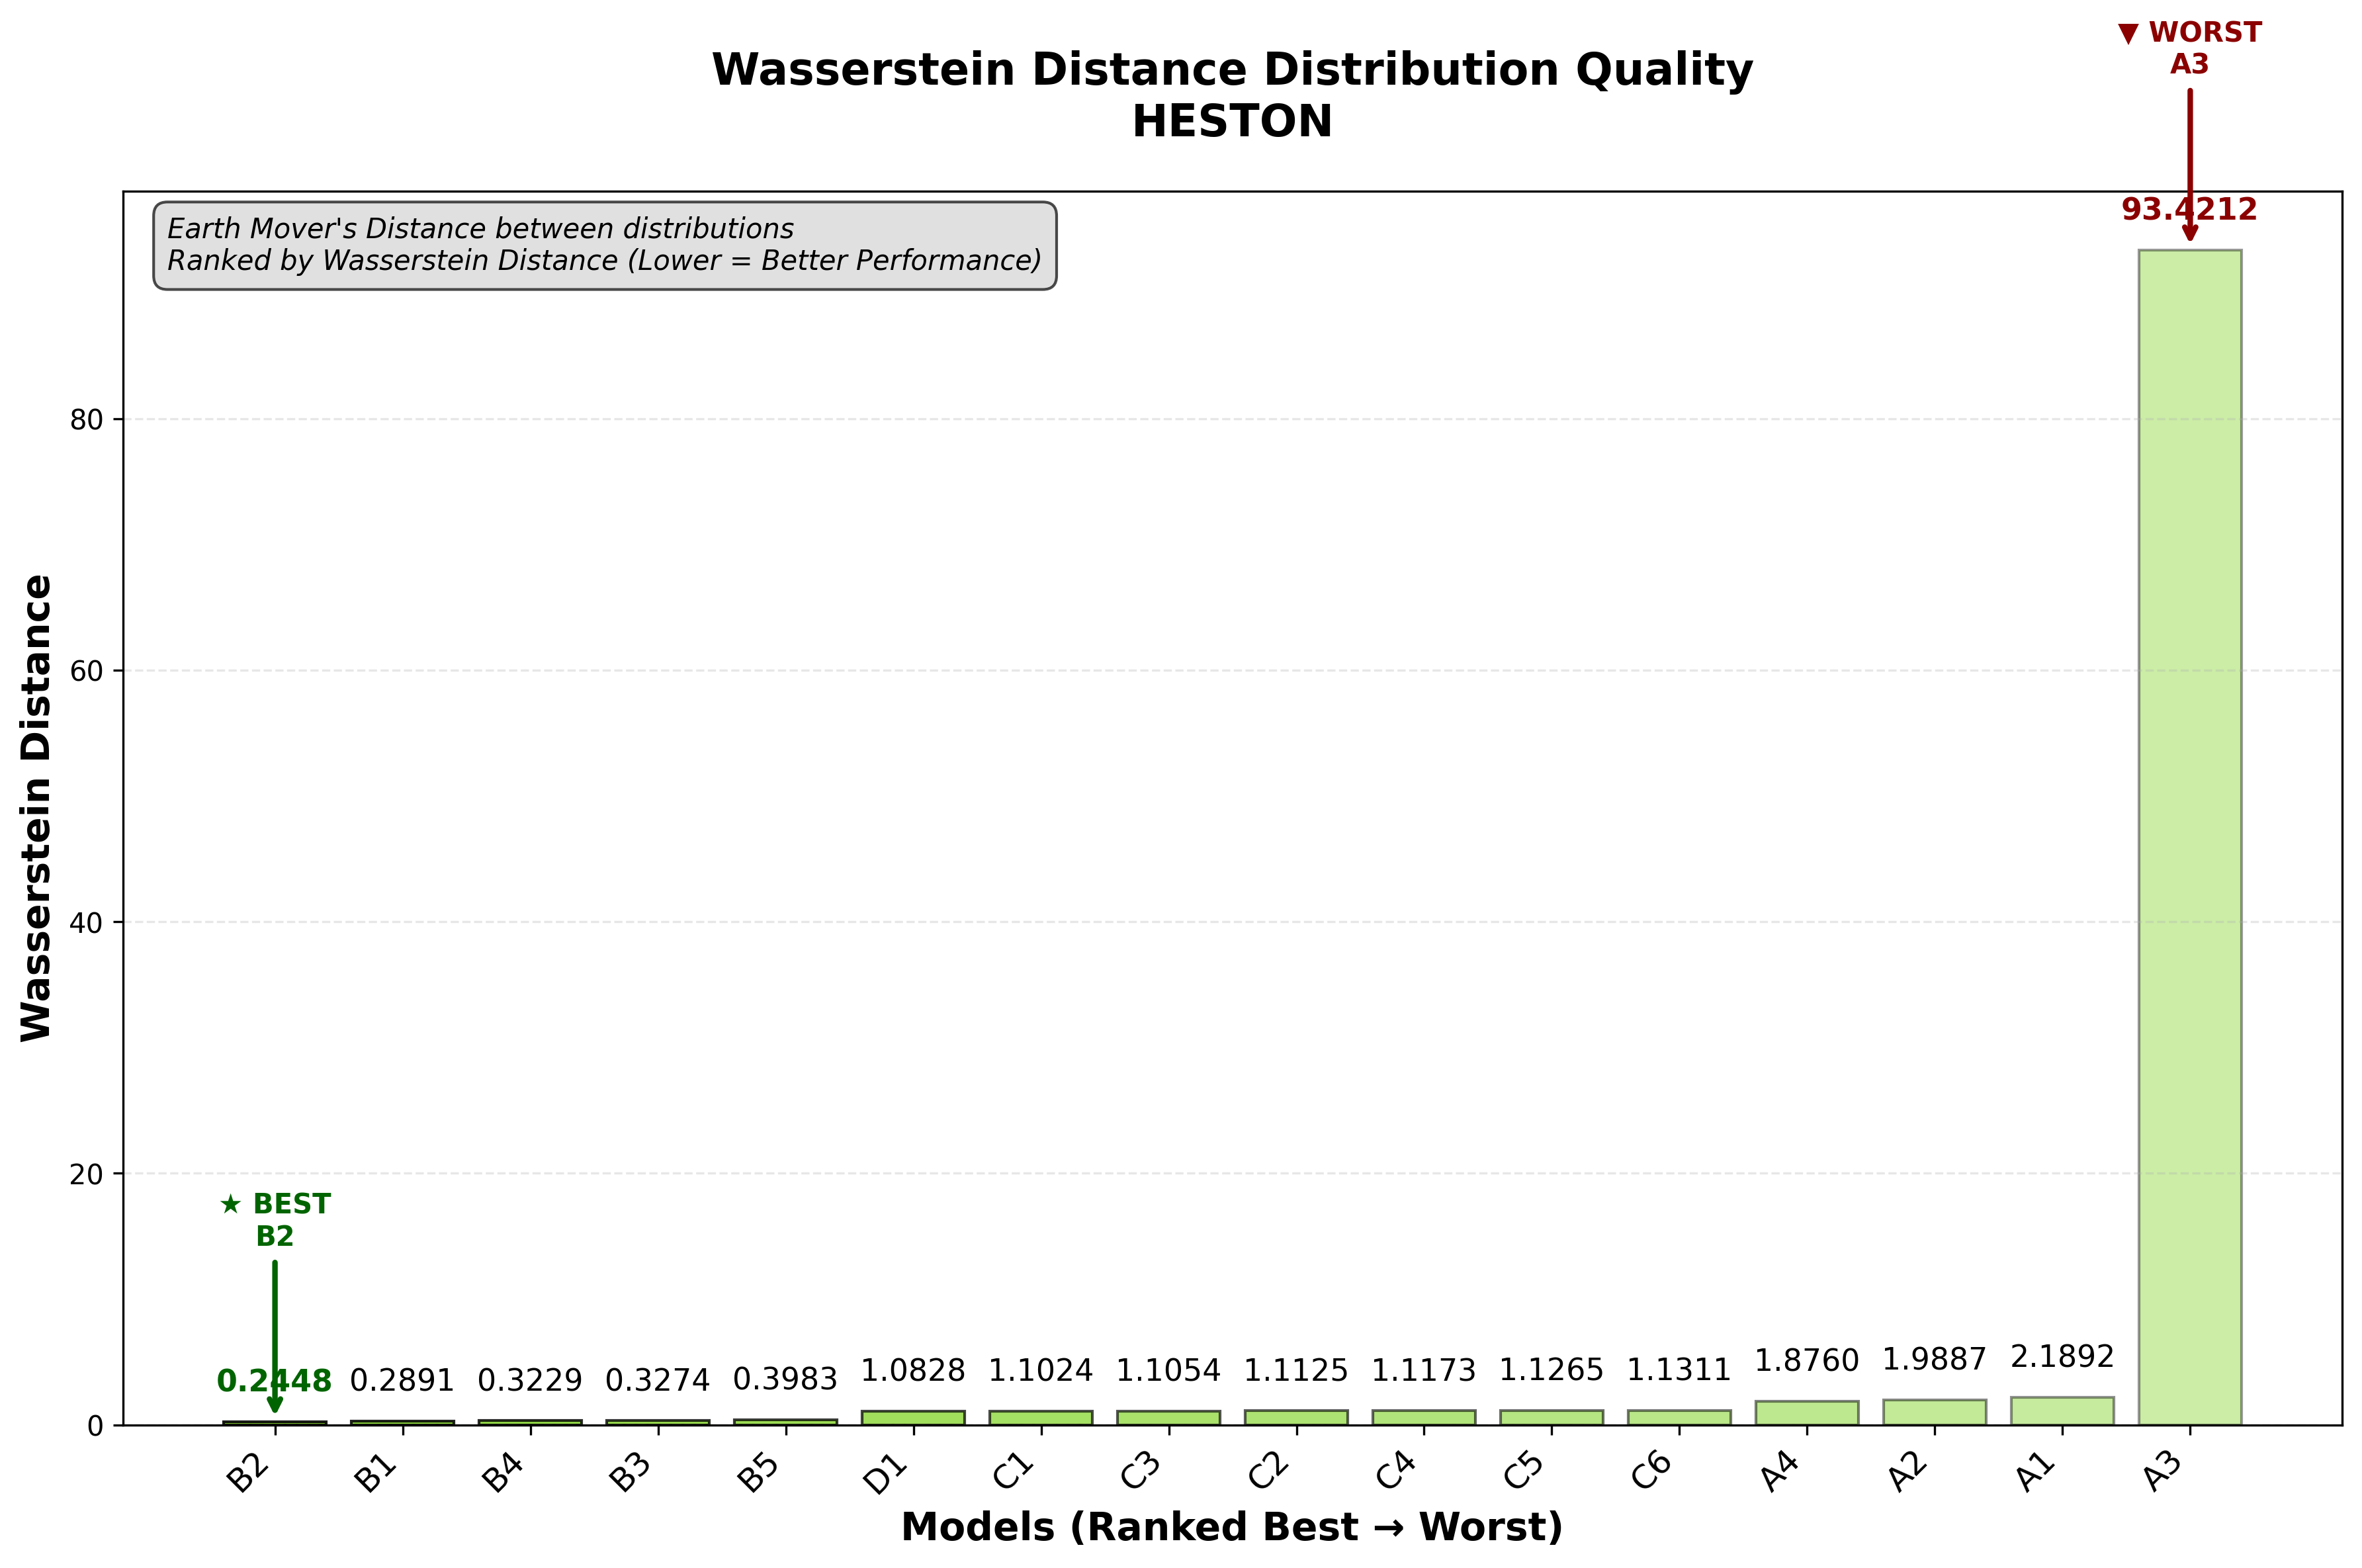 ▼ WORST
A3
Wasserstein Distance Distribution Quality
HESTON
93.4212
Earth Mover's Distance between distributions
Ranked by Wasserstein Distance (Lower = Better Performance)
Wasserstein Distance
80
60
40
20
0
★ BEST
B2
0.2448 0.2891 0.3229 0.3274 0.3983 1.0828 1.1024 1.1054 1.1125 1.1173 1.1265 1.1311 1.8760 1.9887 2.1892
B2 B1 B4 B3 B5 D1 C1 C3 C2 C4 C5 C6 A4 A2 A1 A3
Models (Ranked Best → Worst)